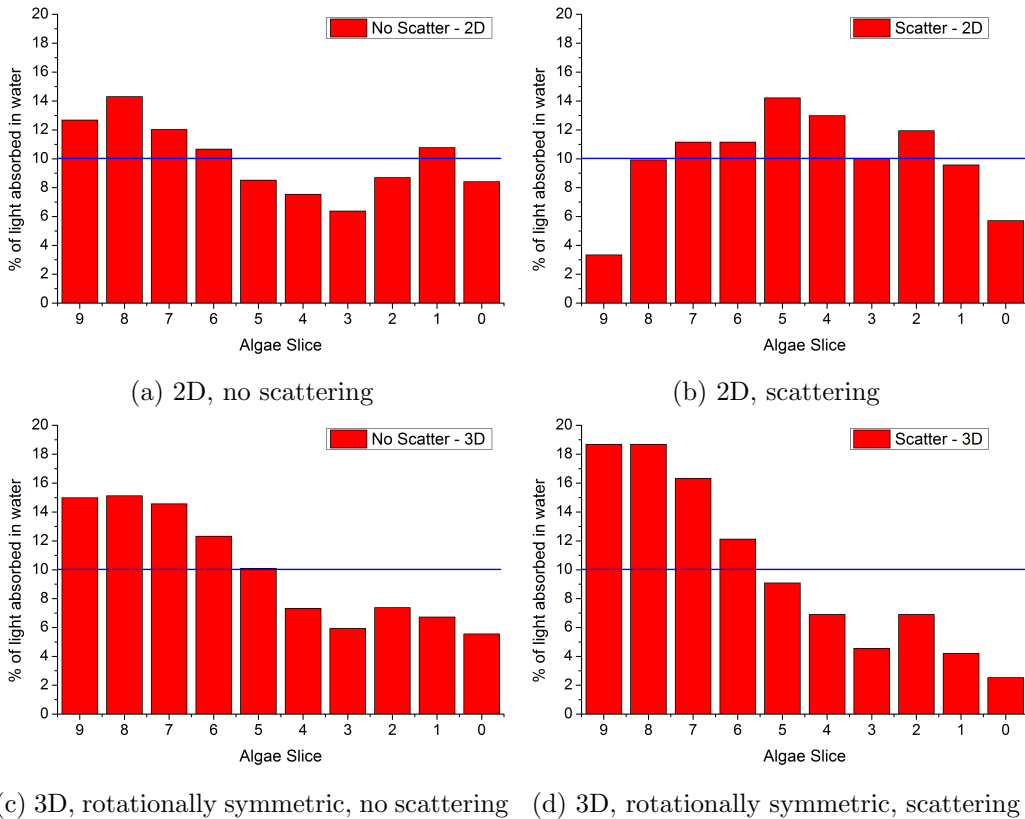 20
18
16
14
12
10
8
6
4
2
0
% of light absorbed in water
No Scatter - 2D
9 8 7 6 5 4 3 2 1 0
Algae Slice
(a) 2D, no scattering
20
18
16
14
12
10
8
6
4
2
0
% of light absorbed in water
Scatter - 2D
9 8 7 6 5 4 3 2 1 0
Algae Slice
(b) 2D, scattering
20
18
16
14
12
10
8
6
4
2
0
% of light absorbed in water
No Scatter - 3D
9 8 7 6 5 4 3 2 1 0
Algae Slice
(c) 3D, rotationally symmetric, no scattering
20
18
16
14
12
10
8
6
4
2
0
% of light absorbed in water
Scatter - 3D
9 8 7 6 5 4 3 2 1 0
Algae Slice
(d) 3D, rotationally symmetric, scattering